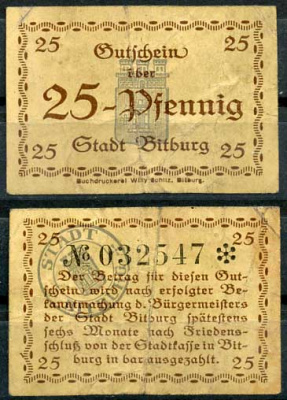 25 Gutschein 25
über
25-Pfennig
Stadt Bitburg
25 25
Buchdruckerei Willy Bitburg.
STADT
25 25
№ 032547 ❇
Der Betrag für diesen Gut-
schein wird nach erfolgter Be-
kanntmachung d. Bürgermeisters
der Stadt Bitburg spätestens
sechs Monate nach Friedens-
schluß von der Stadtkasse in Bit-
burg in bar ausgezahlt.
25 25